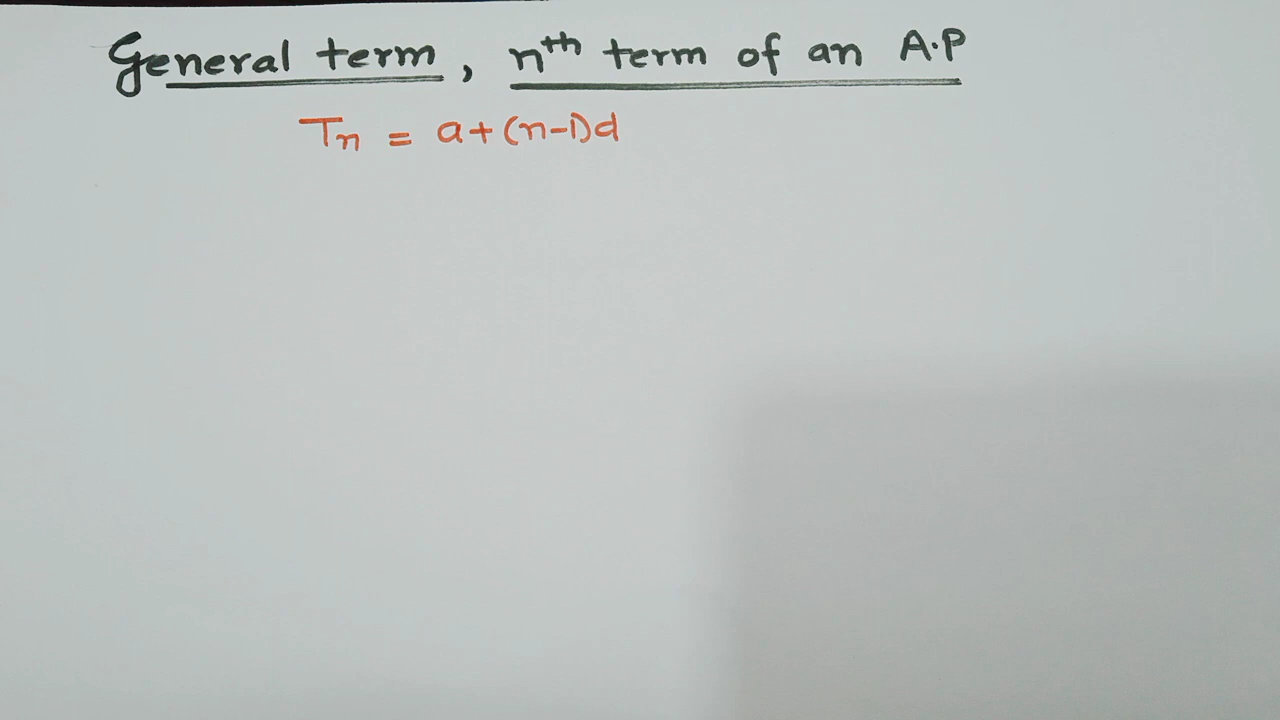 General term, nth term of an A.P
Tn = a+(n-1)d